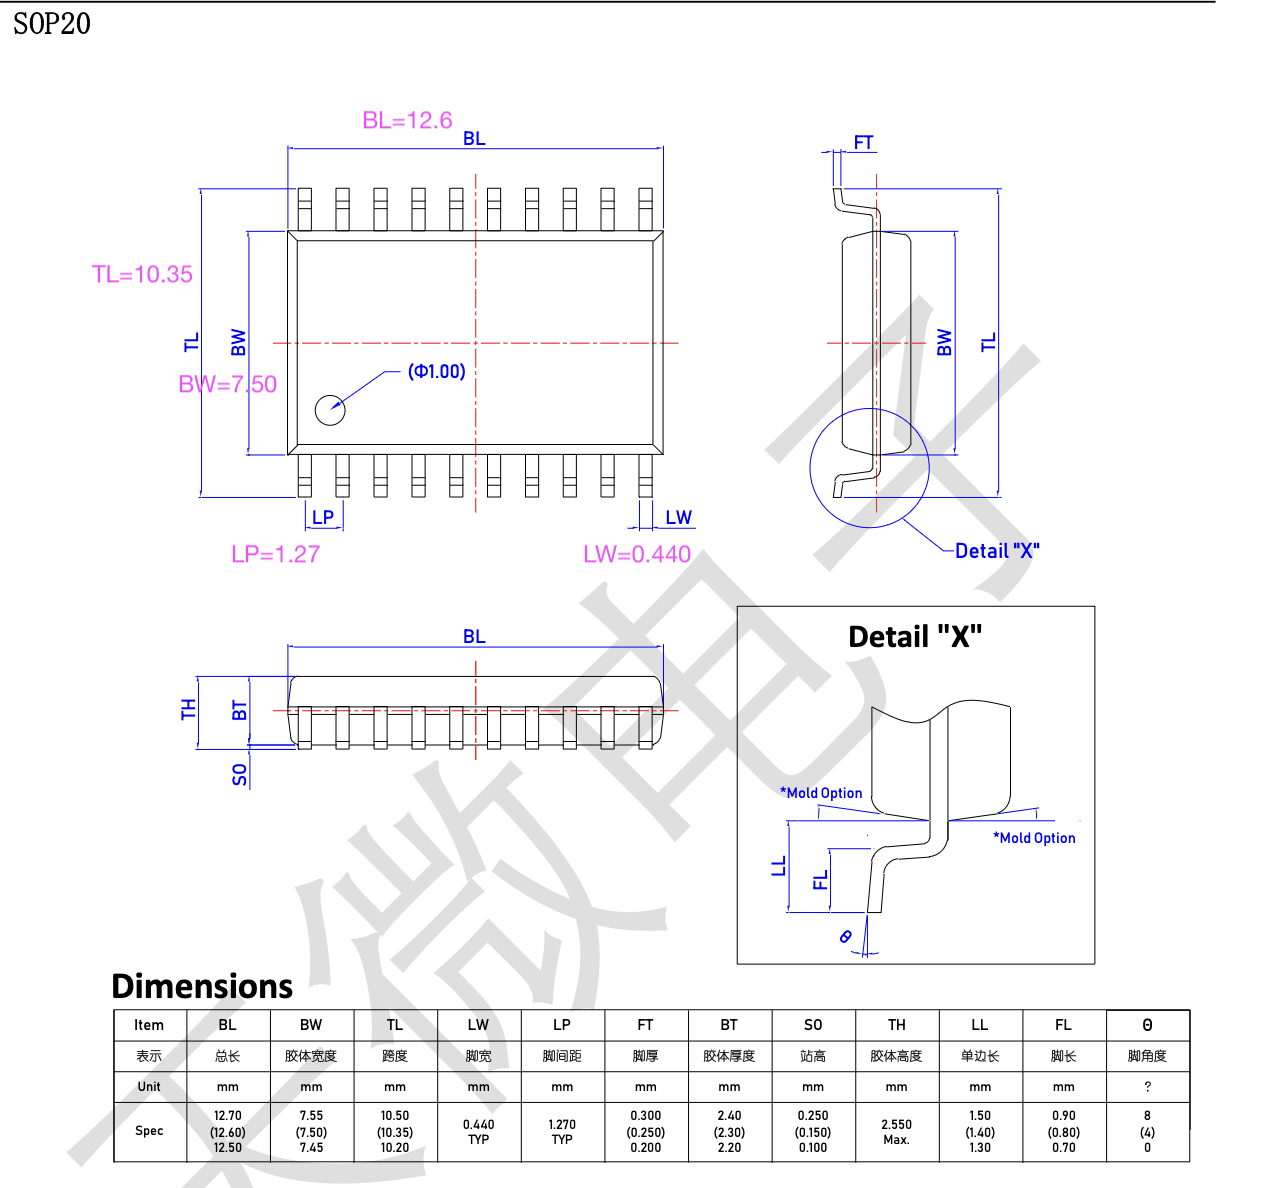 SOP20
BL=12.6
BL
FT
TL=10.35
TL
BW
BW=7.50
(Φ1.00)
BW
TL
LP
LW
LP=1.27
LW=0.440
Detail "X"
BL
TH
BT
SO
Detail "X"
*Mold Option
*Mold Option
LL
FL
θ
天微电子
Dimensions
Item BL BW TL LW LP FT BT SO TH LL FL Θ
表示 总长 胶体宽度 跨度 脚宽 脚间距 脚厚 胶体厚度 站高 胶体高度 单边长 脚长 脚角度
Unit mm mm mm mm mm mm mm mm mm mm mm ?
Spec 12.70 (12.60) 12.50 7.55 (7.50) 7.45 10.50 (10.35) 10.20 0.440 TYP 1.270 TYP 0.300 (0.250) 0.200 2.40 (2.30) 2.20 0.250 (0.150) 0.100 2.550 Max. 1.50 (1.40) 1.30 0.90 (0.80) 0.70 8 (4) 0